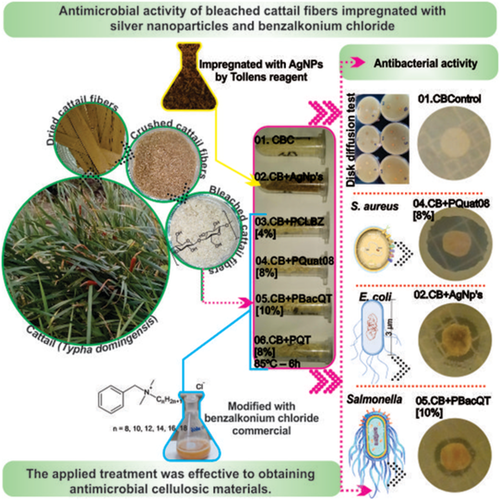 Antimicrobial activity of bleached cattail fibers impregnated with
silver nanoparticles and benzalkonium chloride
Impregnated with AgNPs
by Tollens reagent
Antibacterial activity
Dried cattail fibers
Crushed cattail fibers
Bleached
cattail fibers
Cattail (Typha domingensis)
01. CBC
02.CB+AgNp's
03.CB+PCLBZ
[4%]
04.CB+PQuat08
[8%]
05.CB+PBacQT
[10%]
06.CB+PQT
[8%]
65ºC – 6h
Disk diffusion test
01.CBControl
S. aureus
04.CB+PQuat08
[8%]
E. coli
3 µm
02.CB+AgNp's
Salmonella
05.CB+PBacQT
[10%]
Cl⁻
N⁺
CnH2n+1
n = 8, 10, 12, 14, 16, 18
Modified with
benzalkonium chloride
commercial
The applied treatment was effective to obtaining
antimicrobial cellulosic materials.